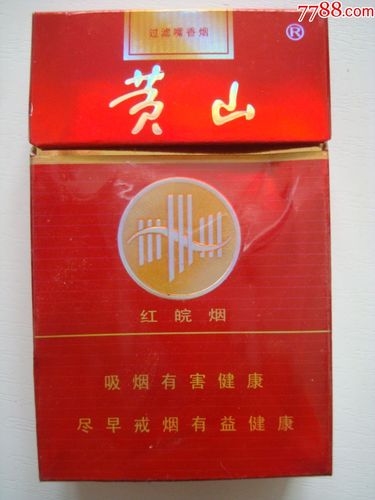 7788.com
过滤嘴香烟
®
黄山
红皖烟
吸烟有害健康
尽早戒烟有益健康